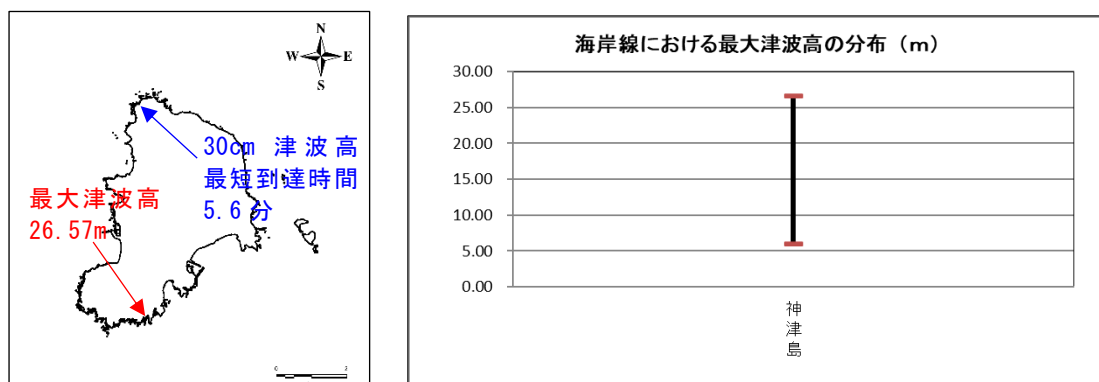 N
W E
S
30cm 津波高
最短到達時間
5.6 分
最大津波高
26.57m
0 2
海岸線における最大津波高の分布（m）
30.00
25.00
20.00
15.00
10.00
5.00
0.00
神津島